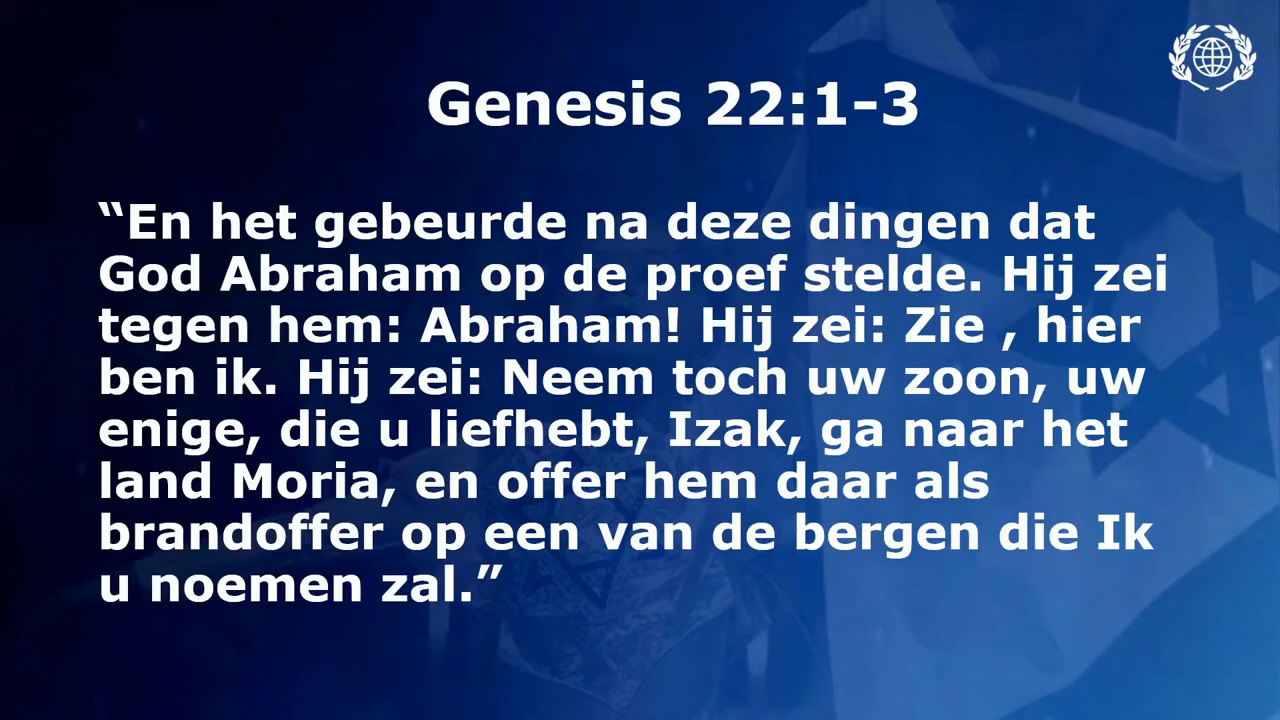 Genesis 22:1-3
“En het gebeurde na deze dingen dat
God Abraham op de proef stelde. Hij zei
tegen hem: Abraham! Hij zei: Zie , hier
ben ik. Hij zei: Neem toch uw zoon, uw
enige, die u liefhebt, Izak, ga naar het
land Moria, en offer hem daar als
brandoffer op een van de bergen die Ik
u noemen zal.”